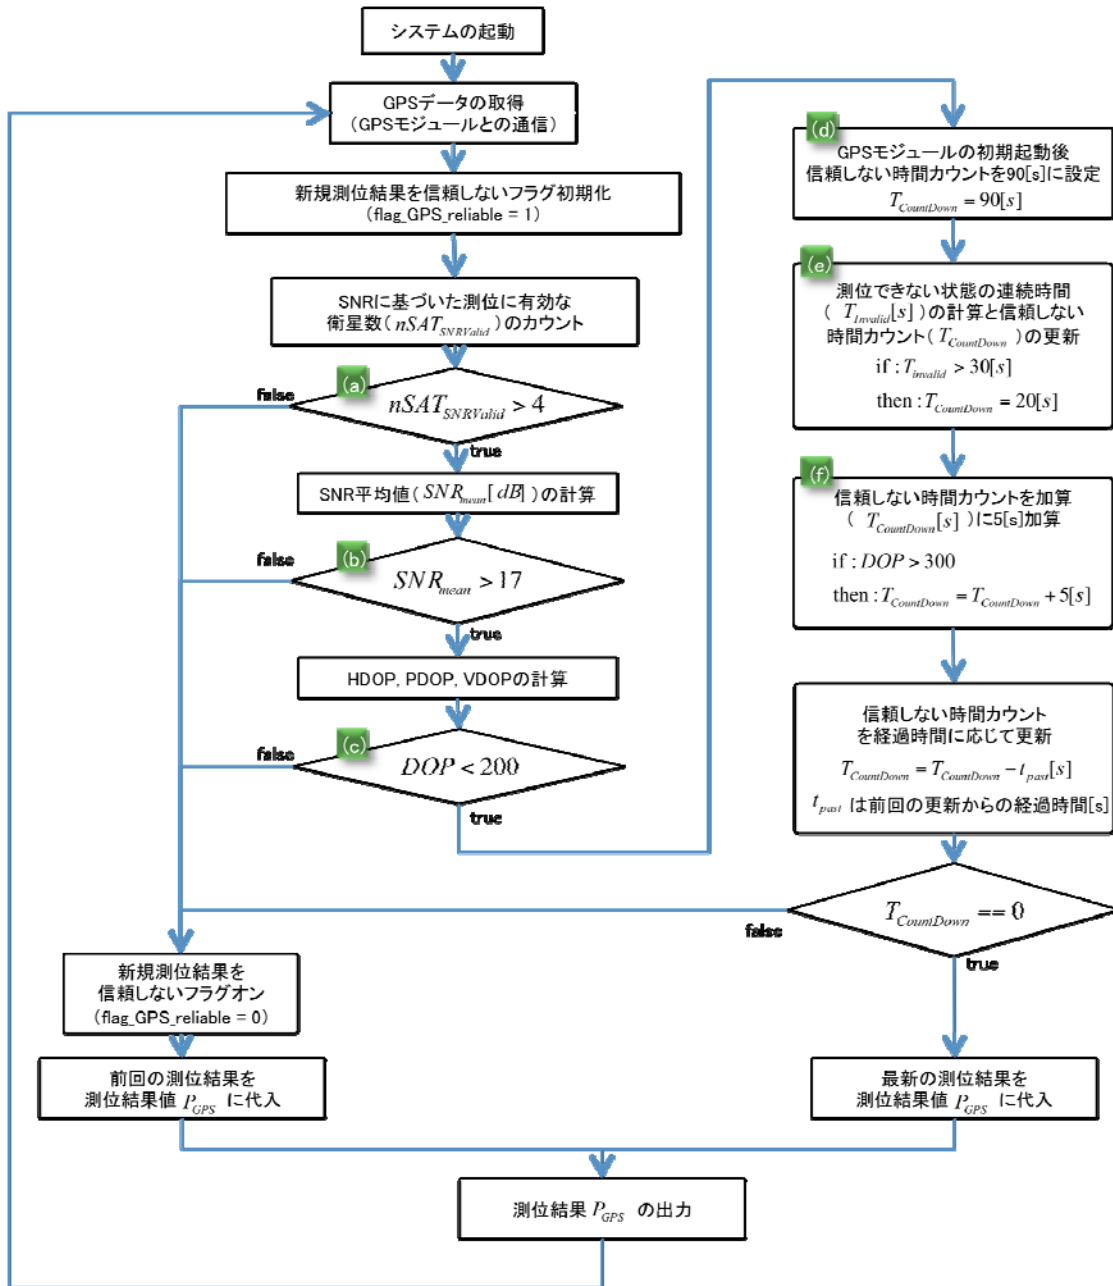 システムの起動
GPSデータの取得
(GPSモジュールとの通信)
新規測位結果を信頼しないフラグ初期化
(flag_GPS_reliable = 1)
SNRに基づいた測位に有効な
衛星数(nSAT_SNRValid)のカウント
(a)
false
nSAT_SNRValid > 4
true
SNR平均値(SNR_mean[dB])の計算
(b)
false
SNR_mean > 17
true
HDOP, PDOP, VDOPの計算
(c)
false
DOP < 200
true
(d)
GPSモジュールの初期起動後
信頼しない時間カウントを90[s]に設定
T_CountDown = 90[s]
(e)
測位できない状態の連続時間
( T_Invalid[s] )の計算と信頼しない
時間カウント( T_CountDown )の更新
if : T_invalid > 30[s]
then : T_CountDown = 20[s]
(f)
信頼しない時間カウントを加算
( T_CountDown[s] )に5[s]加算
if : DOP > 300
then : T_CountDown = T_CountDown + 5[s]
信頼しない時間カウント
を経過時間に応じて更新
T_CountDown = T_CountDown − t_past[s]
t_past は前回の更新からの経過時間[s]
T_CountDown == 0
false
true
新規測位結果を
信頼しないフラグオン
(flag_GPS_reliable = 0)
前回の測位結果を
測位結果値 P_GPS に代入
最新の測位結果を
測位結果値 P_GPS に代入
測位結果 P_GPS の出力